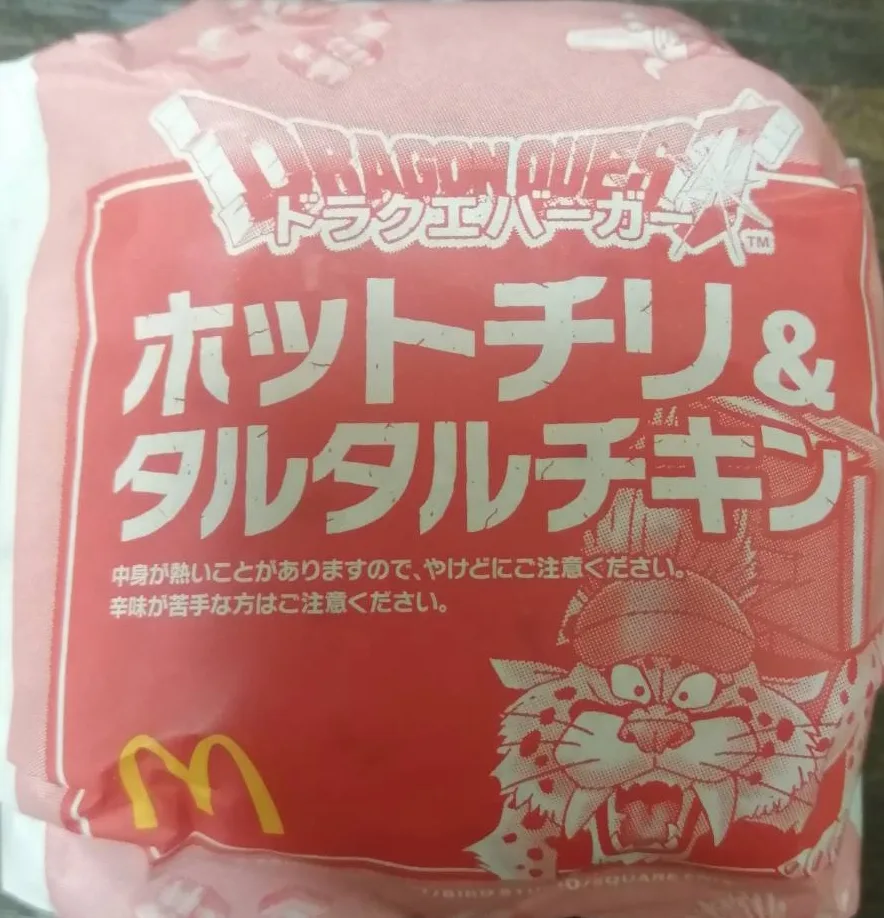 DRAGON QUEST
ドラクエバーガー
TM
ホットチリ&
タルタルチキン
中身が熱いことがありますので、やけどにご注意ください。
辛味が苦手な方はご注意ください。